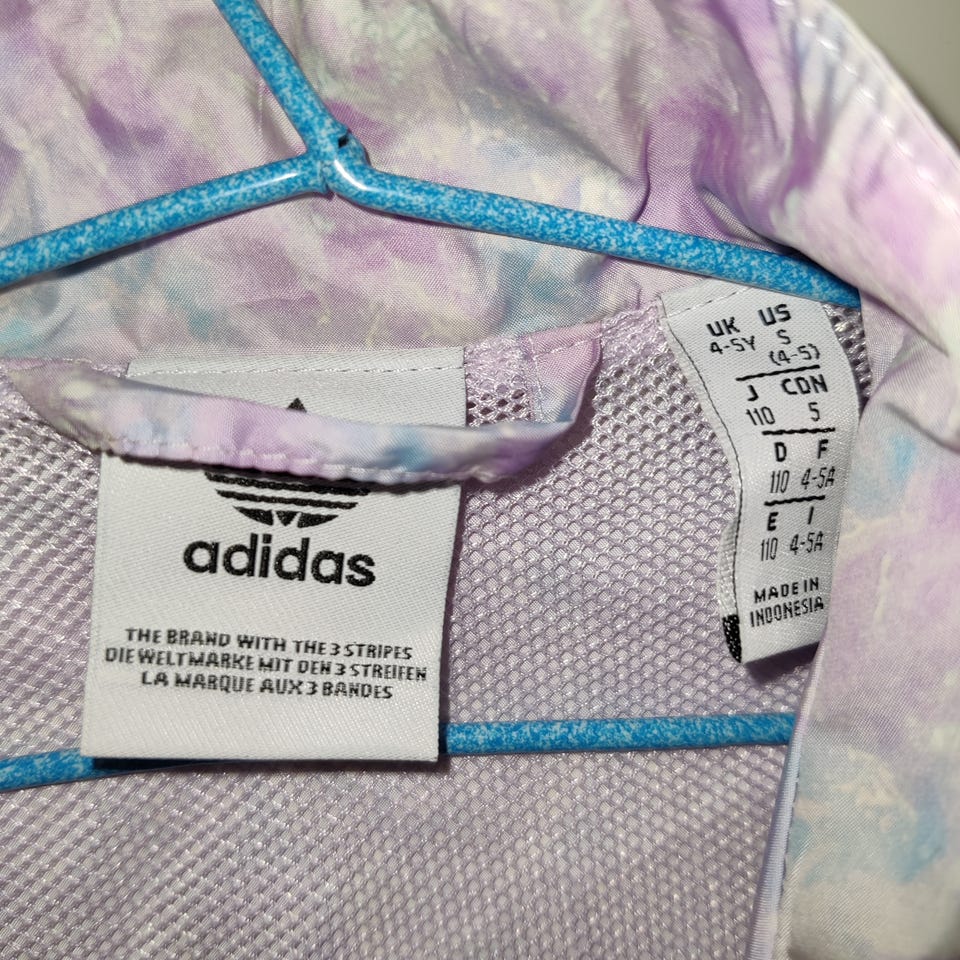 adidas
THE BRAND WITH THE 3 STRIPES
DIE WELTMARKE MIT DEN 3 STREIFEN
LA MARQUE AUX 3 BANDES
UK US
4-5Y S
(4-5)
J CDN
110 S
D F
110 4-5A
E I
110 4-5A
MADE IN
INDONESIA